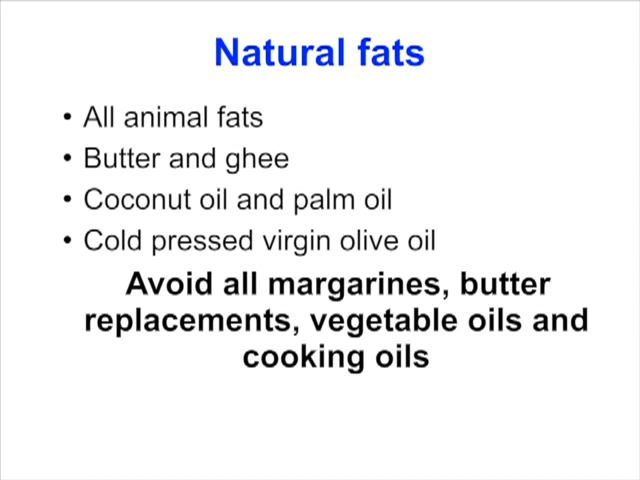 Natural fats
• All animal fats
• Butter and ghee
• Coconut oil and palm oil
• Cold pressed virgin olive oil
Avoid all margarines, butter
replacements, vegetable oils and
cooking oils